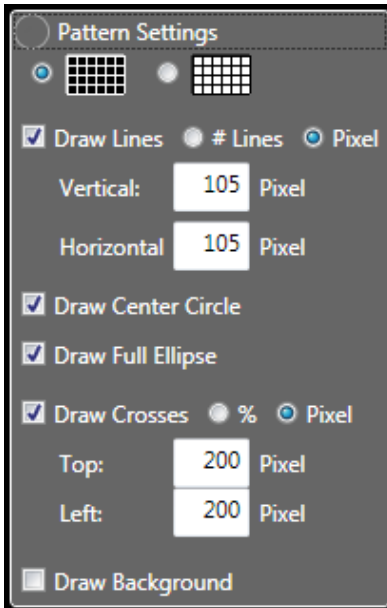 Pattern Settings
Draw Lines # Lines Pixel
Vertical: 105 Pixel
Horizontal 105 Pixel
Draw Center Circle
Draw Full Ellipse
Draw Crosses % Pixel
Top: 200 Pixel
Left: 200 Pixel
Draw Background